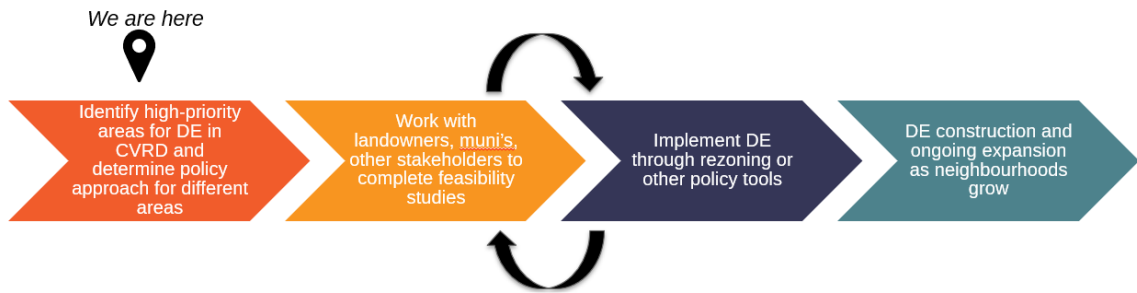 We are here
Identify high-priority
areas for DE in
CVRD and
determine policy
approach for different
areas
Work with
landowners, muni's,
other stakeholders to
complete feasibility
studies
Implement DE
through rezoning or
other policy tools
DE construction and
ongoing expansion
as neighbourhoods
grow